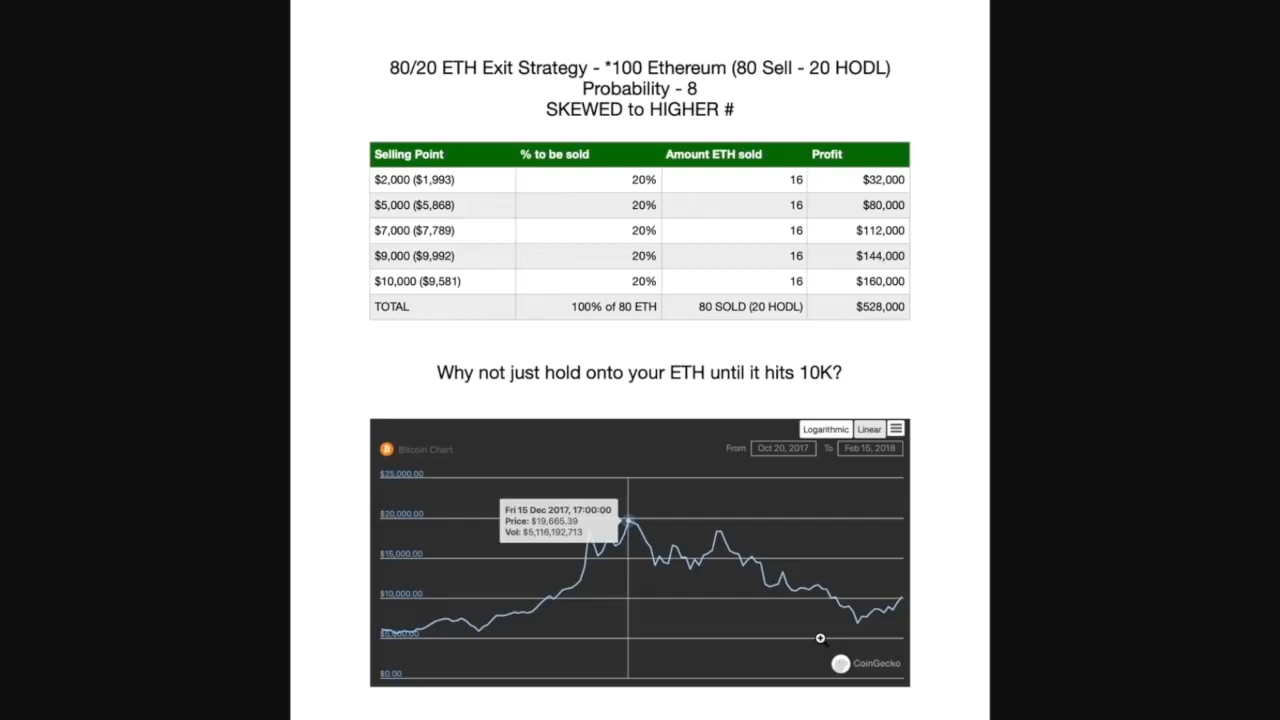 80/20 ETH Exit Strategy - *100 Ethereum (80 Sell - 20 HODL)
Probability - 8
SKEWED to HIGHER #
Selling Point % to be sold Amount ETH sold Profit
$2,000 ($1,993) 20% 16 $32,000
$5,000 ($5,868) 20% 16 $80,000
$7,000 ($7,789) 20% 16 $112,000
$9,000 ($9,992) 20% 16 $144,000
$10,000 ($9,581) 20% 16 $160,000
TOTAL 100% of 80 ETH 80 SOLD (20 HODL) $528,000
Why not just hold onto your ETH until it hits 10K?
Logarithmic Linear
Bitcoin Chart From Oct 20, 2017 To Feb 15, 2018
$25,000.00
Fri 15 Dec 2017, 17:00:00
$20,000.00 Price: $19,665.39
Vol: $5,116,192,713
$15,000.00
$10,000.00
$5,000.00
CoinGecko
$0.00